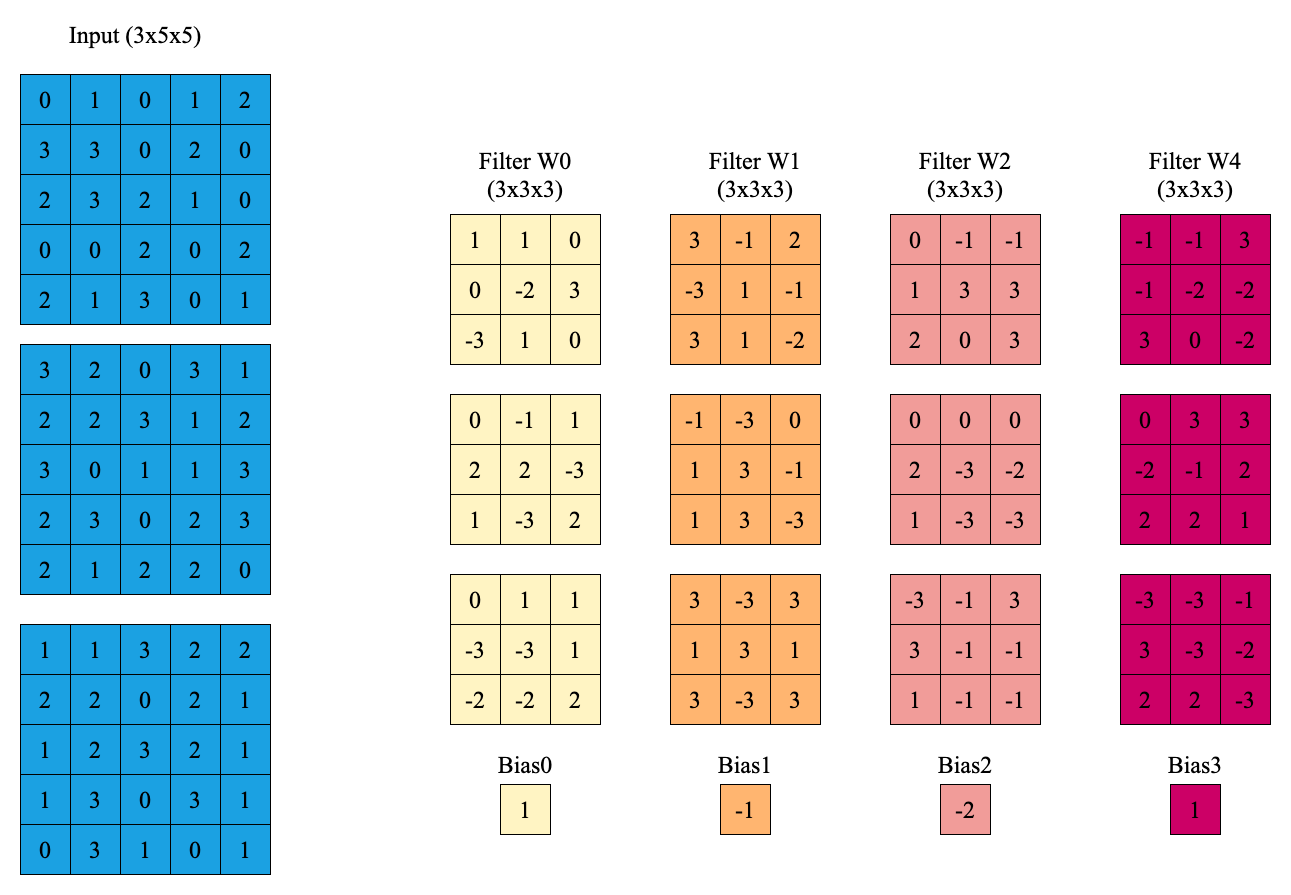 Input (3x5x5)
0 1 0 1 2
3 3 0 2 0
2 3 2 1 0
0 0 2 0 2
2 1 3 0 1
3 2 0 3 1
2 2 3 1 2
3 0 1 1 3
2 3 0 2 3
2 1 2 2 0
1 1 3 2 2
2 2 0 2 1
1 2 3 2 1
1 3 0 3 1
0 3 1 0 1
Filter W0
(3x3x3)
1 1 0
0 -2 3
-3 1 0
0 -1 1
2 2 -3
1 -3 2
0 1 1
-3 -3 1
-2 -2 2
Bias0
1
Filter W1
(3x3x3)
3 -1 2
-3 1 -1
3 1 -2
-1 -3 0
1 3 -1
1 3 -3
3 -3 3
1 3 1
3 -3 3
Bias1
-1
Filter W2
(3x3x3)
0 -1 -1
1 3 3
2 0 3
0 0 0
2 -3 -2
1 -3 -3
-3 -1 3
3 -1 -1
1 -1 -1
Bias2
-2
Filter W4
(3x3x3)
-1 -1 3
-1 -2 -2
3 0 -2
0 3 3
-2 -1 2
2 2 1
-3 -3 -1
3 -3 -2
2 2 -3
Bias3
1